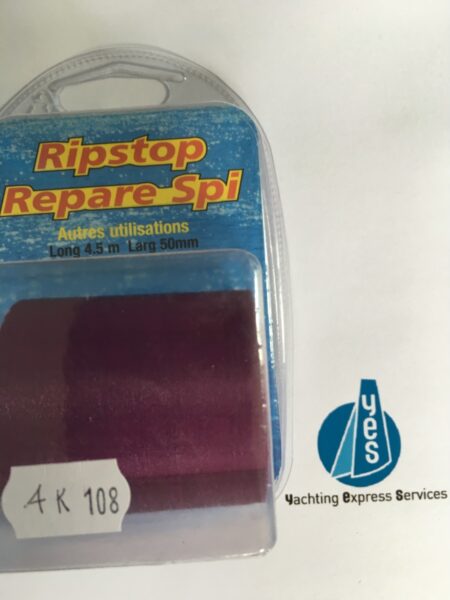 Ripstop
Repare Spi
Autres utilisations
Long 4.5 m Larg 50mm
4 K 108
yes
yachting express services